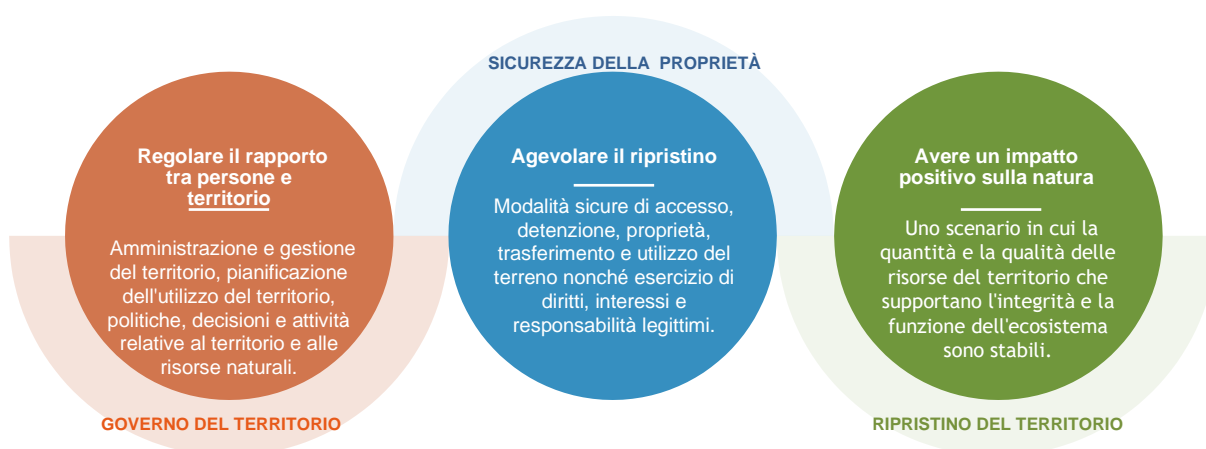 SICUREZZA DELLA PROPRIETÀ
Regolare il rapporto
tra persone e
territorio
Amministrazione e gestione
del territorio, pianificazione
dell'utilizzo del territorio,
politiche, decisioni e attività
relative al territorio e alle
risorse naturali.
GOVERNO DEL TERRITORIO
Agevolare il ripristino
Modalità sicure di accesso,
detenzione, proprietà,
trasferimento e utilizzo del
terreno nonché esercizio di
diritti, interessi e
responsabilità legittimi.
Avere un impatto
positivo sulla natura
Uno scenario in cui la
quantità e la qualità delle
risorse del territorio che
supportano l'integrità e la
funzione dell'ecosistema
sono stabili.
RIPRISTINO DEL TERRITORIO